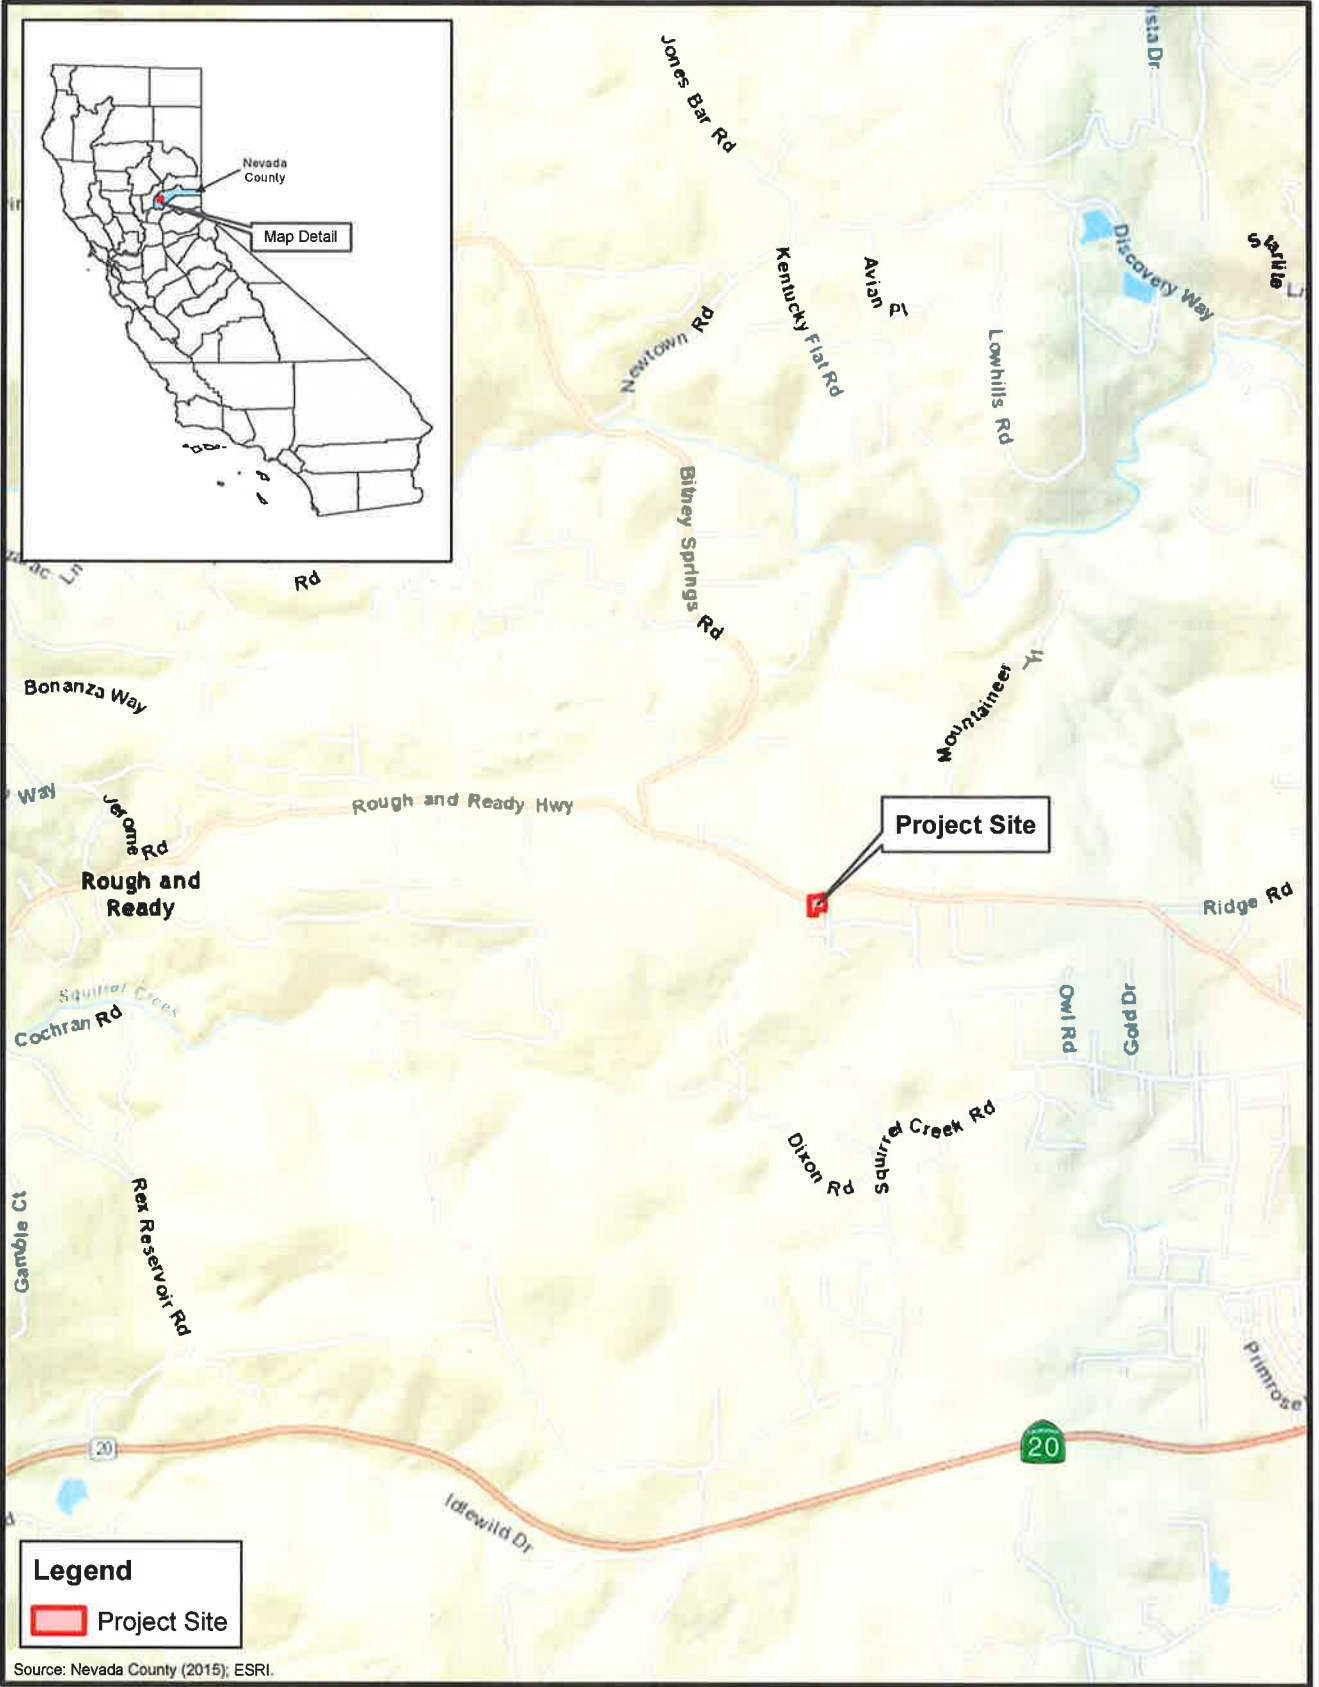 Nevada
County
Map Detail
Jones Bar Rd
ista Dr
Discovery Way
Starlite
Kentucky Flat Rd
Avian Pl
Newtown Rd
Lowhills Rd
Bitney Springs Rd
Ln
Rd
Mountaineer
Bonanza Way
Way
Jerome Rd
Rough and Ready Hwy
Project Site
Rough and
Ready
Ridge Rd
Squirrel Creek
Cochran Rd
Owl Rd
Gold Dr
Dixon Rd
Squirrel Creek Rd
Gamble Ct
Rex Reservoir Rd
Primrose
20
20
Idlewild Dr
Legend
Project Site
Source: Nevada County (2015); ESRI.